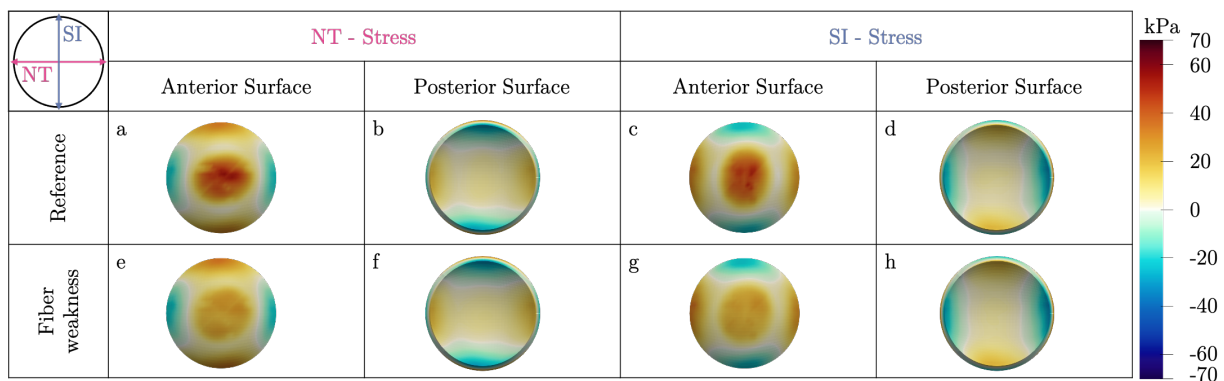 SI
NT
NT - Stress
SI - Stress
Anterior Surface
Posterior Surface
Anterior Surface
Posterior Surface
Reference
a
b
c
d
Fiber
weakness
e
f
g
h
kPa
70
60
40
20
0
-20
-40
-60
-70